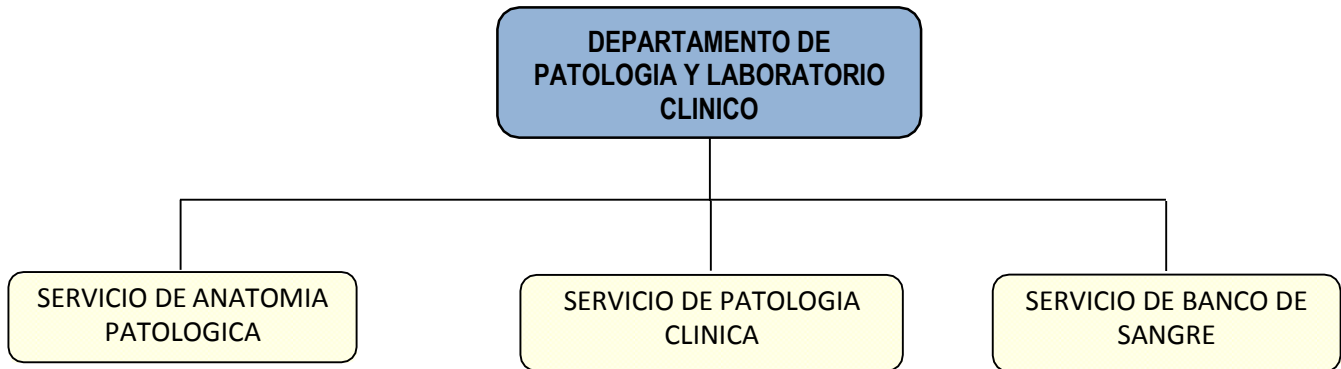 DEPARTAMENTO DE
PATOLOGIA Y LABORATORIO
CLINICO
SERVICIO DE ANATOMIA
PATOLOGICA
SERVICIO DE PATOLOGIA
CLINICA
SERVICIO DE BANCO DE
SANGRE